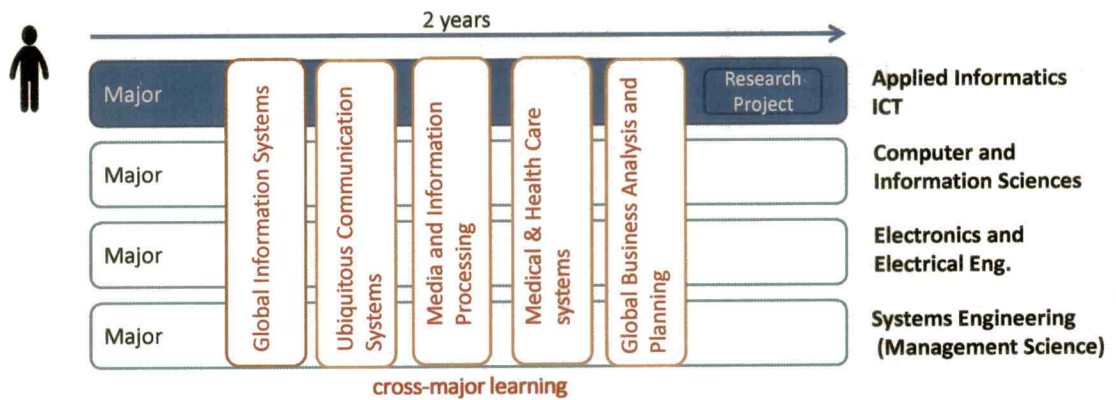 2 years
Major
Research
Project
Applied Informatics
ICT
Major
Computer and
Information Sciences
Major
Electronics and
Electrical Eng.
Major
Systems Engineering
(Management Science)
Global Information Systems
Ubiquitous Communication
Systems
Media and Information
Processing
Medical & Health Care
systems
Global Business Analysis and
Planning
cross-major learning